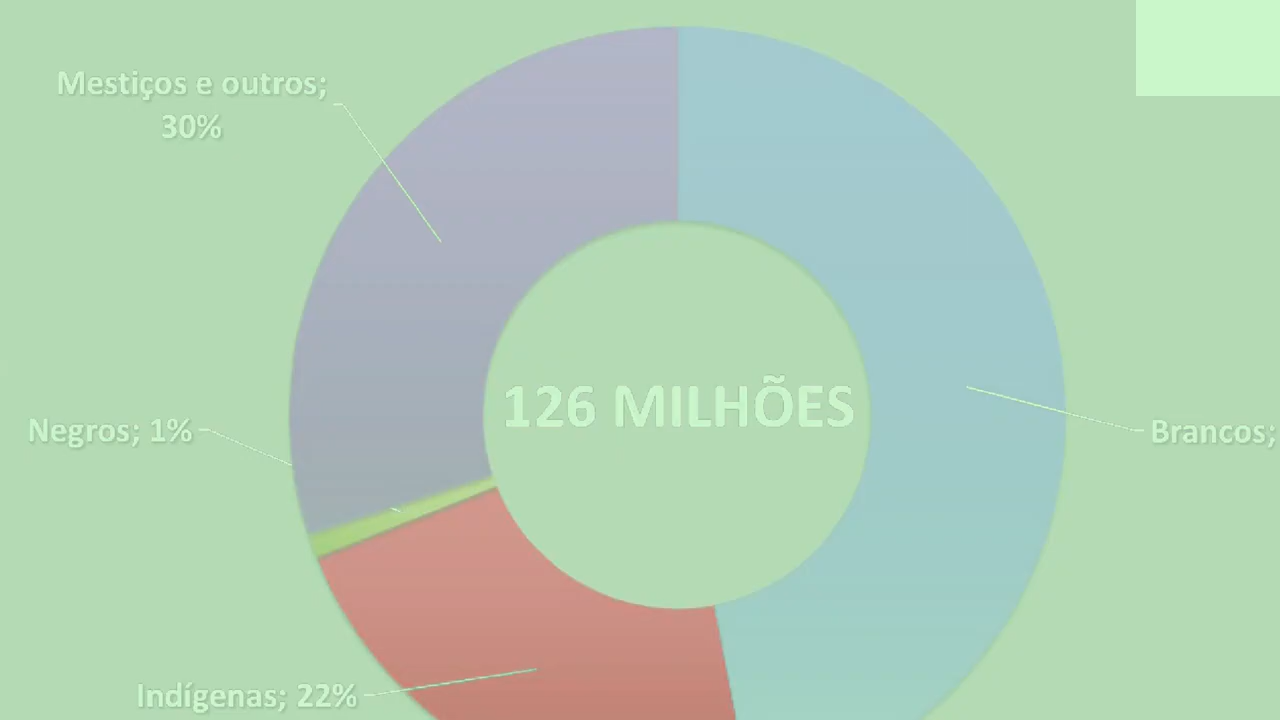 Mestiços e outros;
30%
126 MILHÕES
Negros; 1%
Brancos;
Indígenas; 22%